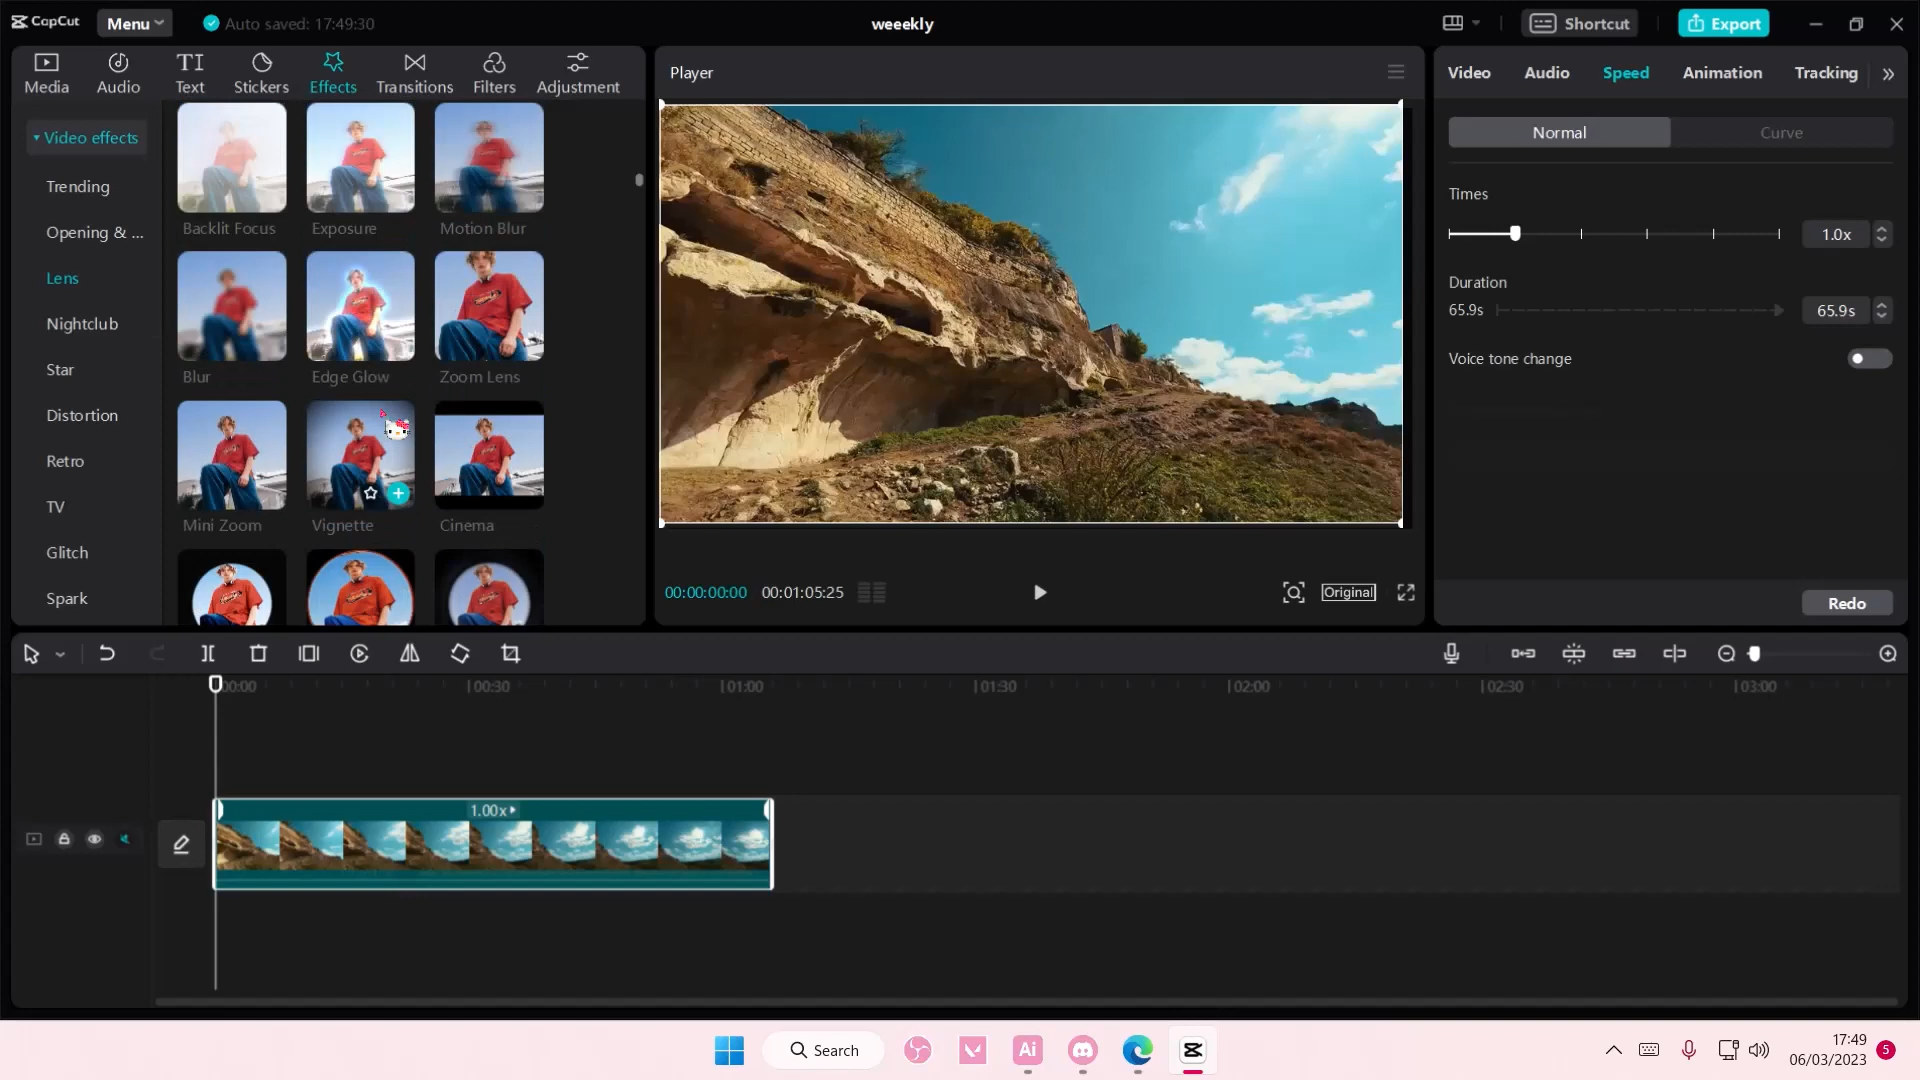 CapCut
Menu
Auto saved: 17:49:30
weeekly
Shortcut
Export
Media
Audio
Text
Stickers
Effects
Transitions
Filters
Adjustment
Video effects
Trending
Opening & ...
Lens
Nightclub
Star
Distortion
Retro
TV
Glitch
Spark
Backlit Focus
Exposure
Motion Blur
Blur
Edge Glow
Zoom Lens
Mini Zoom
Vignette
Cinema
Player
00:00:00:00
00:01:05:25
Original
Video
Audio
Speed
Animation
Tracking
Normal
Curve
Times
1.0x
Duration
65.9s
65.9s
Voice tone change
Redo
00:00
00:30
01:00
01:30
02:00
02:30
03:00
1.00x
Search
Ai
17:49
06/03/2023
5